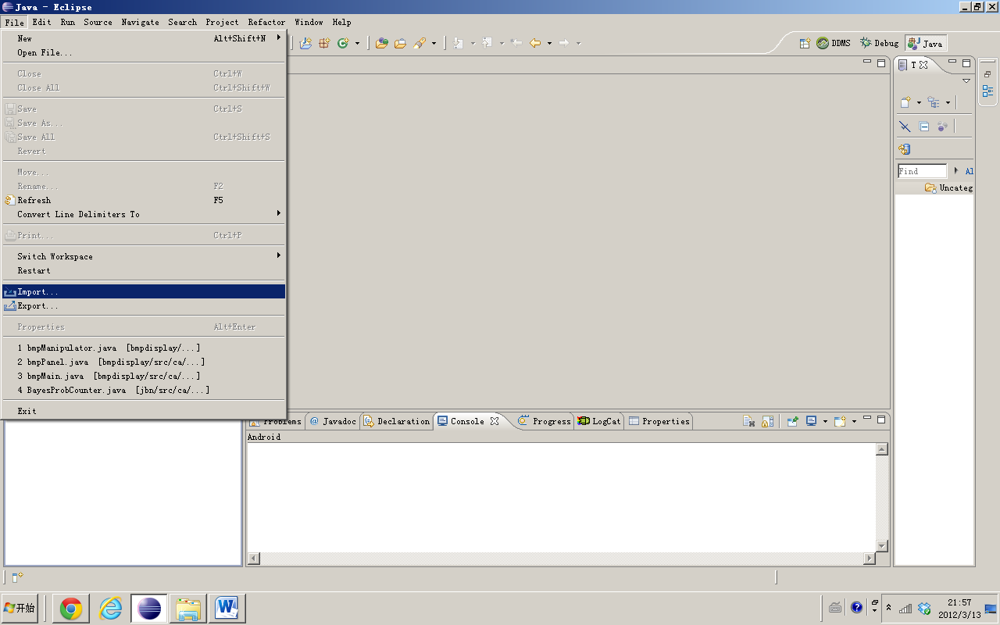 Java - Eclipse
File Edit Run Source Navigate Search Project Refactor Window Help
New Alt+Shift+N
Open File...
Close Ctrl+W
Close All Ctrl+Shift+W
Save Ctrl+S
Save As...
Save All Ctrl+Shift+S
Revert
Move...
Rename... F2
Refresh F5
Convert Line Delimiters To
Print... Ctrl+P
Switch Workspace
Restart
Import...
Export...
Properties Alt+Enter
1 bmpManipulator.java [bmpdisplay/...]
2 bmpPanel.java [bmpdisplay/src/ca/...]
3 bmpMain.java [bmpdisplay/src/ca/...]
4 BayesProbCounter.java [jbn/src/ca/...]
Exit
DDMS Debug Java
T
Find Al
Uncateg
Problems @ Javadoc Declaration Console Progress LogCat Properties
Android
开始
21:57
2012/3/13